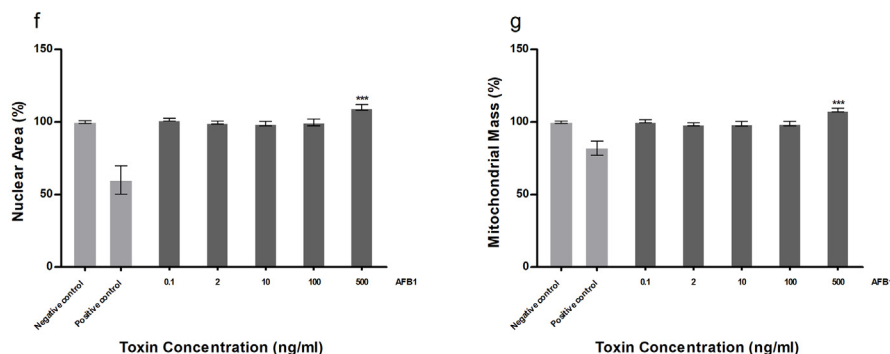 f
150
100
50
0
Nuclear Area (%)
***
Negative control
Positive control
0.1 2 10 100 500 AFB1
Toxin Concentration (ng/ml)
g
150
100
50
0
Mitochondrial Mass (%)
***
Negative control
Positive control
0.1 2 10 100 500 AFB1
Toxin Concentration (ng/ml)